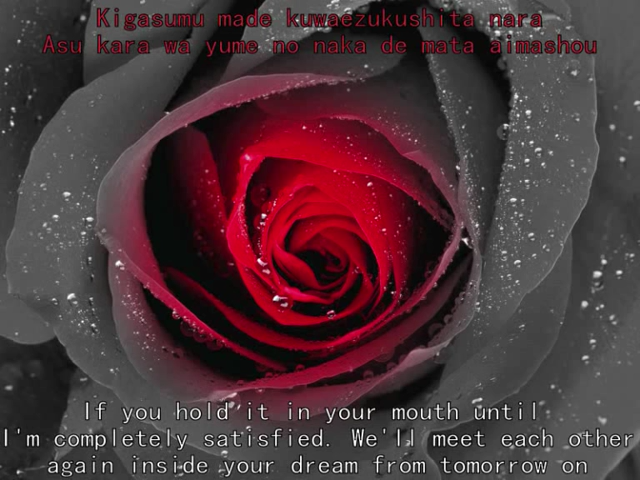 Kigasumu made kuwaezukushita nara
Asu kara wa yume no naka de mata aimashou
If you hold it in your mouth until
I'm completely satisfied. We'll meet each other
again inside your dream from tomorrow on